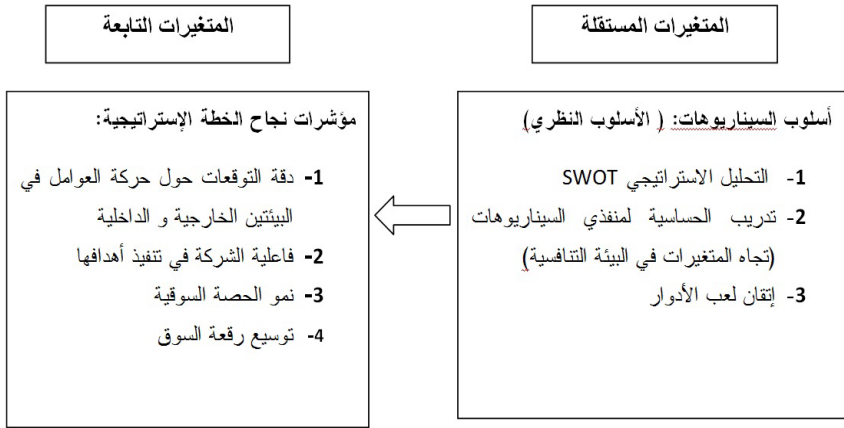 المتغيرات المستقلة
أسلوب السيناريوهات: ( الأسلوب النظري)
1- التحليل الاستراتيجي SWOT
2- تدريب الحساسية لمنفذي السيناريوهات
(تجاه المتغيرات في البيئة التنافسية)
3- إتقان لعب الأدوار
المتغيرات التابعة
مؤشرات نجاح الخطة الإستراتيجية:
1- دقة التوقعات حول حركة العوامل في
البيئتين الخارجية و الداخلية
2- فاعلية الشركة في تنفيذ أهدافها
3- نمو الحصة السوقية
4- توسيع رقعة السوق